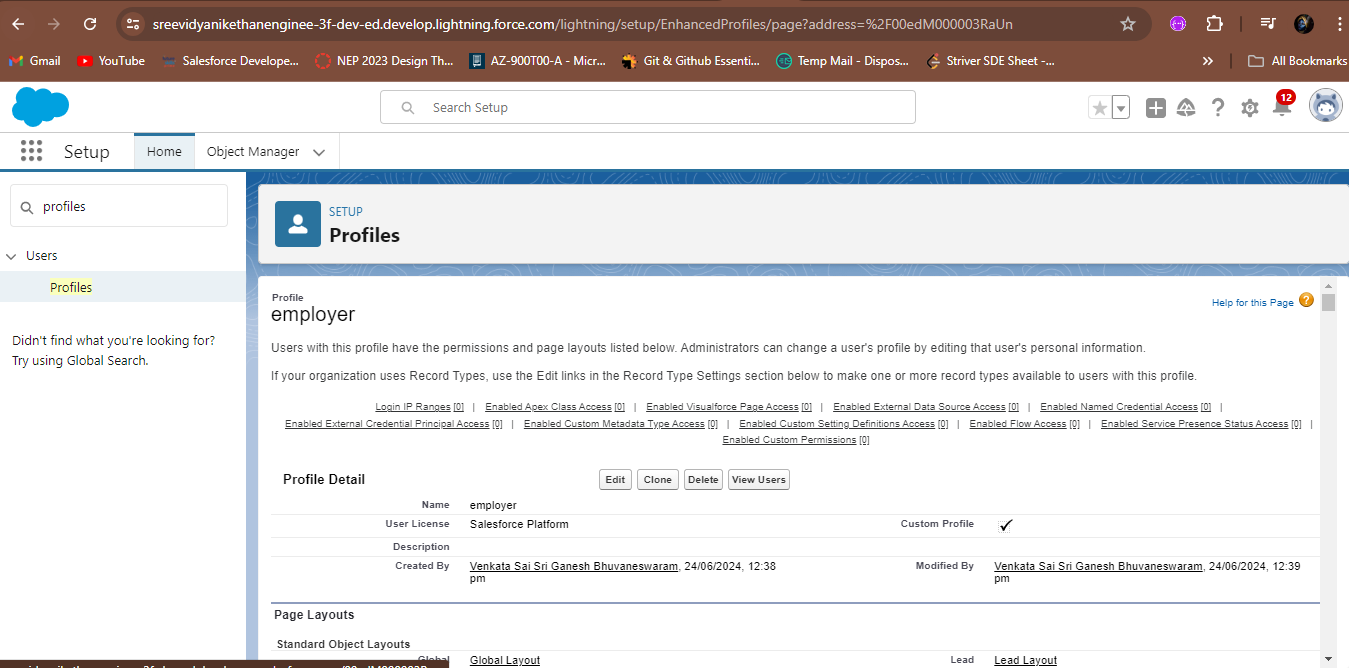 sreevidyanikethanenginee-3f-dev-ed.develop.lightning.force.com/lightning/setup/EnhancedProfiles/page?address=%2F00edM000003RaUn
Gmail YouTube Salesforce Develope... NEP 2023 Design Th... AZ-900T00-A - Micr... Git & Github Essenti... Temp Mail - Dispos... Striver SDE Sheet -... » All Bookmarks
Search Setup
12
Setup Home Object Manager
profiles
Users
Profiles
Didn't find what you're looking for?
Try using Global Search.
SETUP
Profiles
Profile
employer
Help for this Page ?
Users with this profile have the permissions and page layouts listed below. Administrators can change a user's profile by editing that user's personal information.
If your organization uses Record Types, use the Edit links in the Record Type Settings section below to make one or more record types available to users with this profile.
Login IP Ranges [0] | Enabled Apex Class Access [0] | Enabled Visualforce Page Access [0] | Enabled External Data Source Access [0] | Enabled Named Credential Access [0] |
Enabled External Credential Principal Access [0] | Enabled Custom Metadata Type Access [0] | Enabled Custom Setting Definitions Access [0] | Enabled Flow Access [0] | Enabled Service Presence Status Access [0] |
Enabled Custom Permissions [0]
Profile Detail Edit Clone Delete View Users
Name employer
User License Salesforce Platform Custom Profile ✓
Description
Created By Venkata Sai Sri Ganesh Bhuvaneswaram, 24/06/2024, 12:38 pm Modified By Venkata Sai Sri Ganesh Bhuvaneswaram, 24/06/2024, 12:39 pm
Page Layouts
Standard Object Layouts
Global Global Layout Lead Lead Layout